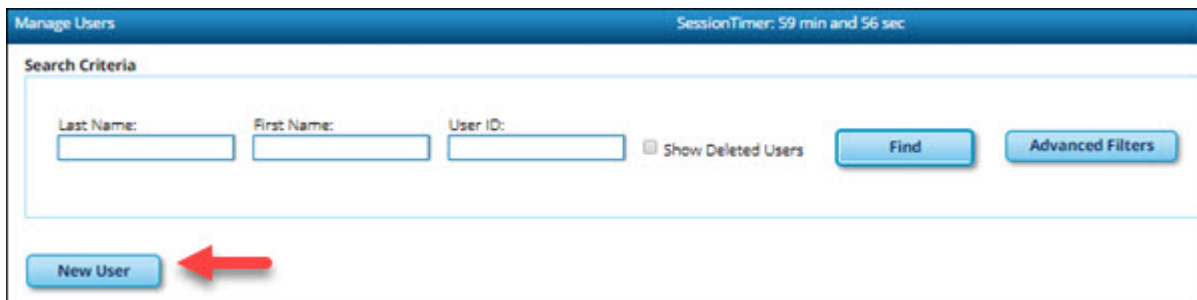 Manage Users SessionTimer: 59 min and 56 sec
Search Criteria
Last Name: First Name: User ID:
Show Deleted Users Find Advanced Filters
New User